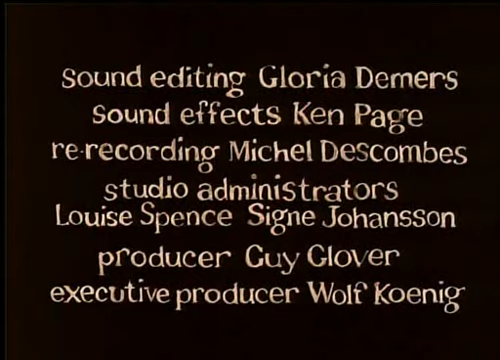 sound editing Gloria Demers
sound effects Ken Page
re-recording Michel Descombes
studio administrators
Louise Spence Signe Johansson
producer Guy Glover
executive producer Wolf Koenig